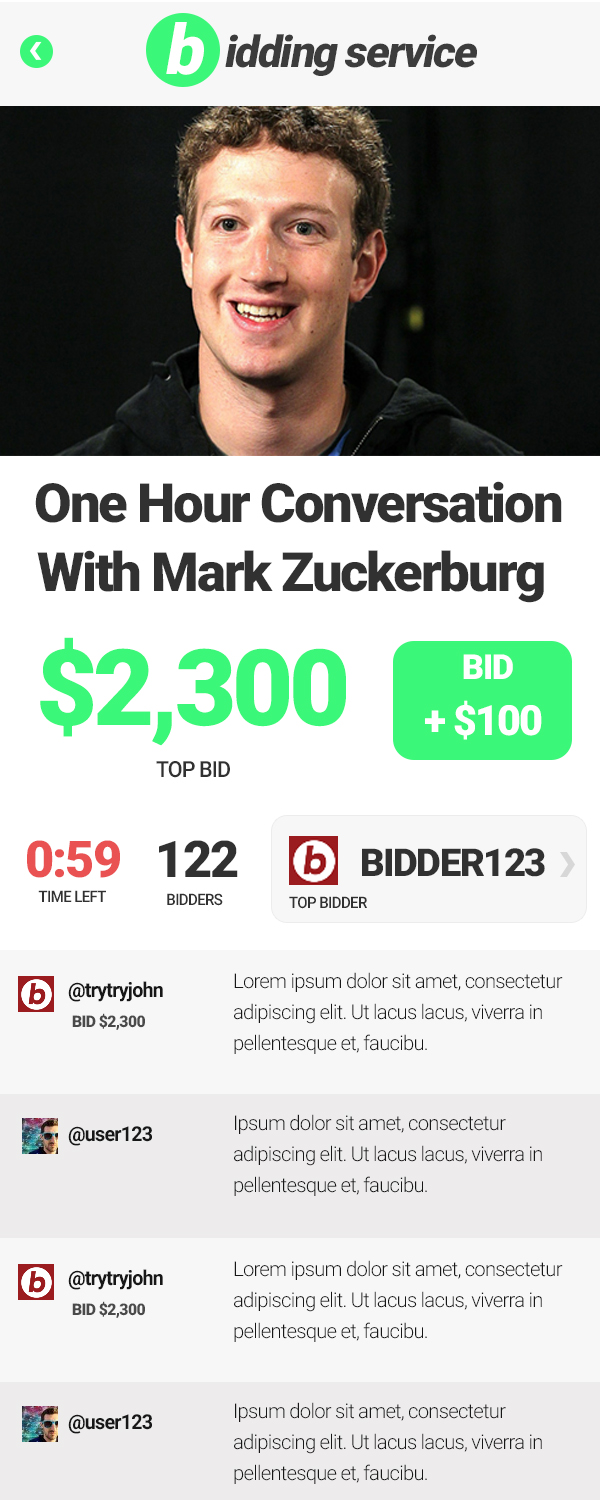 bidding service
One Hour Conversation
With Mark Zuckerburg
$2,300
TOP BID
BID
+ $100
0:59
TIME LEFT
122
BIDDERS
b
BIDDER123
TOP BIDDER
b
@trytryjohn
BID $2,300
Lorem ipsum dolor sit amet, consectetur
adipiscing elit. Ut lacus lacus, viverra in
pellentesque et, faucibu.
@user123
Ipsum dolor sit amet, consectetur
adipiscing elit. Ut lacus lacus, viverra in
pellentesque et, faucibu.
b
@trytryjohn
BID $2,300
Lorem ipsum dolor sit amet, consectetur
adipiscing elit. Ut lacus lacus, viverra in
pellentesque et, faucibu.
@user123
Ipsum dolor sit amet, consectetur
adipiscing elit. Ut lacus lacus, viverra in
pellentesque et, faucibu.